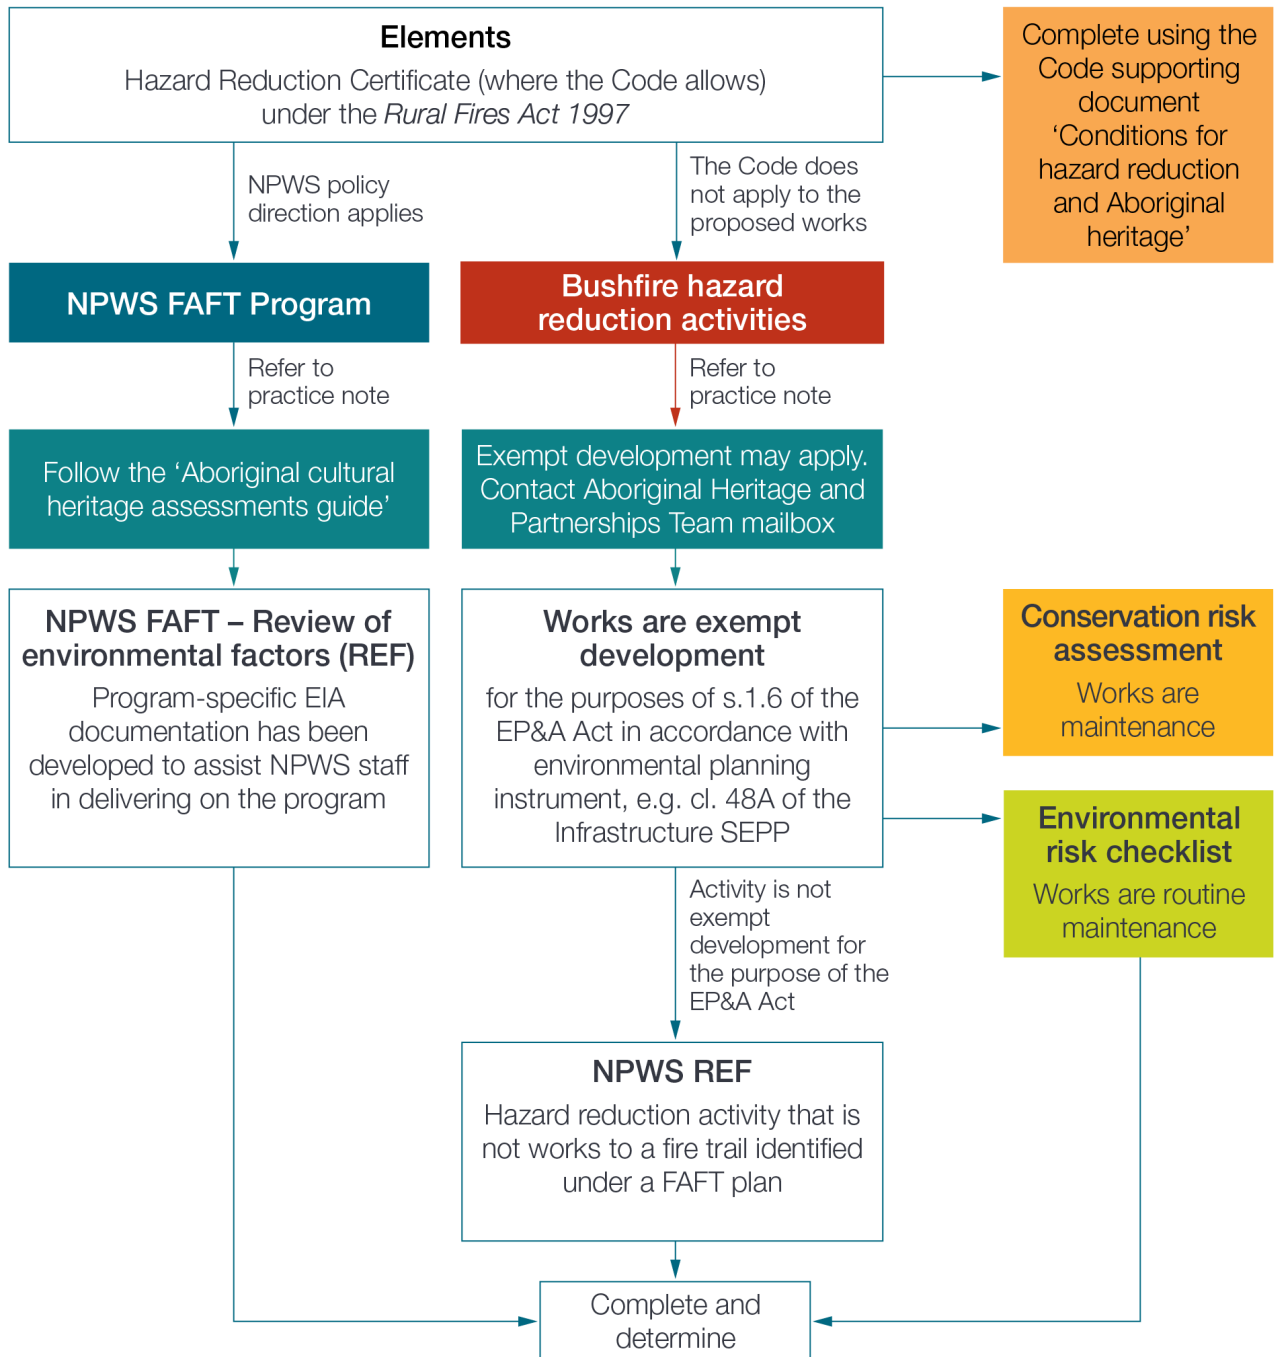 Elements
Hazard Reduction Certificate (where the Code allows)
under the Rural Fires Act 1997
Complete using the
Code supporting
document
‘Conditions for
hazard reduction
and Aboriginal
heritage’
NPWS policy
direction applies
The Code does
not apply to the
proposed works
NPWS FAFT Program
Bushfire hazard
reduction activities
Refer to
practice note
Refer to
practice note
Follow the ‘Aboriginal cultural
heritage assessments guide’
Exempt development may apply.
Contact Aboriginal Heritage and
Partnerships Team mailbox
NPWS FAFT – Review of
environmental factors (REF)
Program-specific EIA
documentation has been
developed to assist NPWS staff
in delivering on the program
Works are exempt
development
for the purposes of s.1.6 of the
EP&A Act in accordance with
environmental planning
instrument, e.g. cl. 48A of the
Infrastructure SEPP
Conservation risk
assessment
Works are
maintenance
Environmental
risk checklist
Works are routine
maintenance
Activity is not
exempt
development for
the purpose of the
EP&A Act
NPWS REF
Hazard reduction activity that is
not works to a fire trail identified
under a FAFT plan
Complete and
determine